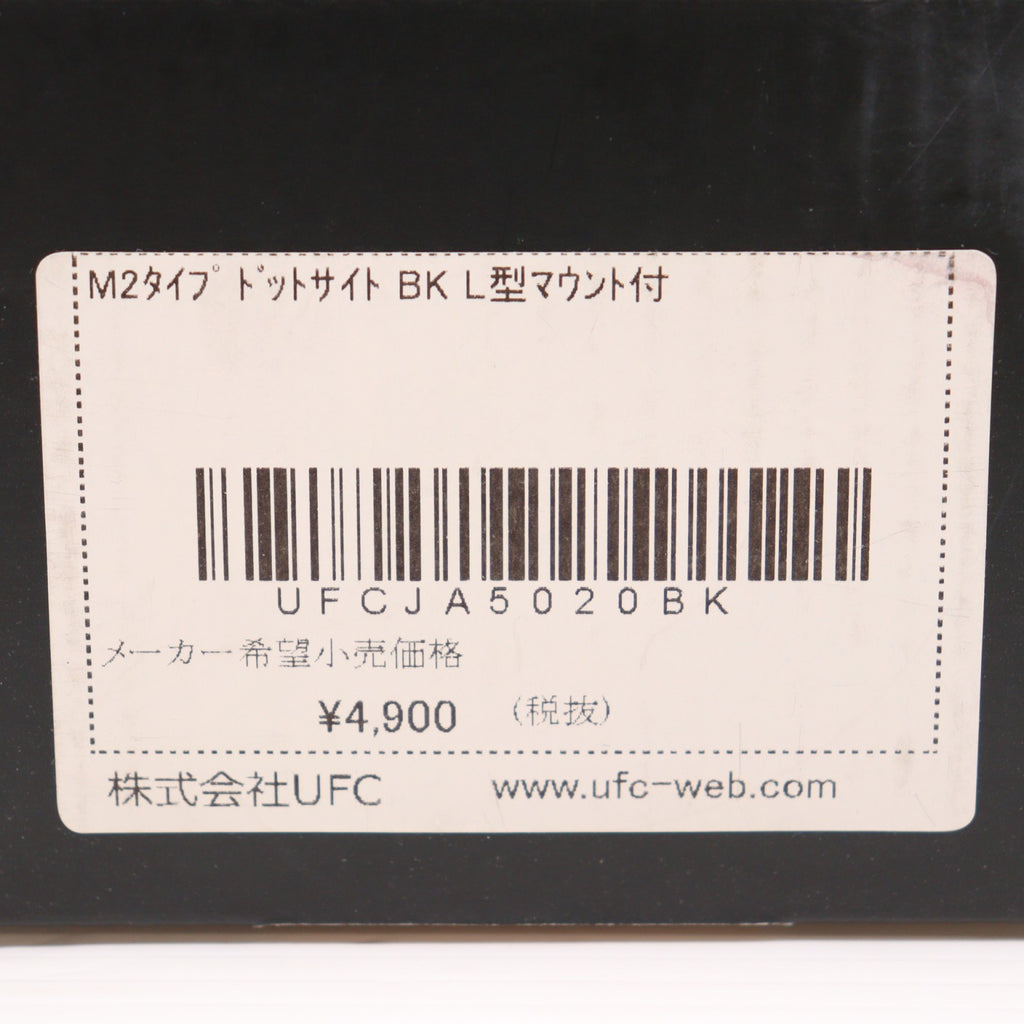 M2ﾀｲﾌﾟ ﾄﾞｯﾄｻｲﾄ BK L型ﾏｳﾝﾄ付
UFCJA5020BK
メーカー希望小売価格
¥4,900 （税抜）
株式会社UFC www.ufc-web.com